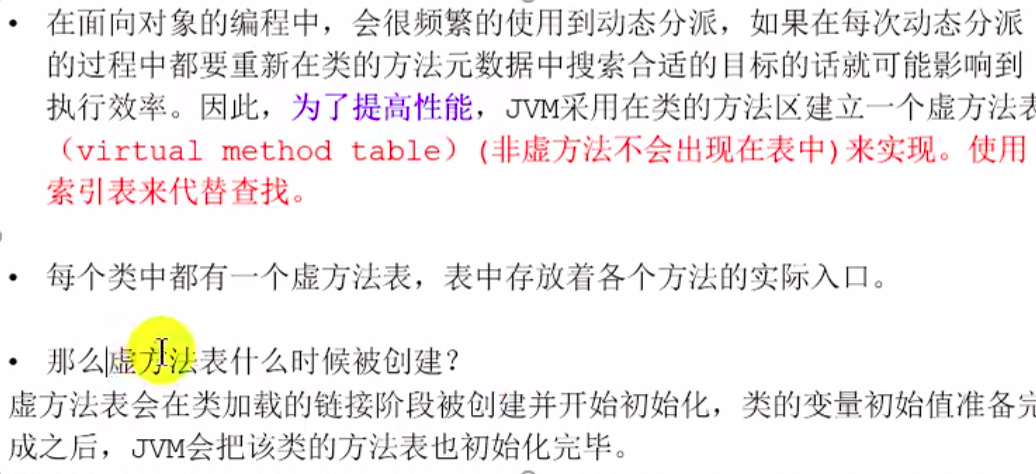 • 在面向对象的编程中，会很频繁的使用到动态分派，如果在每次动态分派
的过程中都要重新在类的方法元数据中搜索合适的目标的话就可能影响到
执行效率。因此，为了提高性能，JVM采用在类的方法区建立一个虚方法表
（virtual method table）(非虚方法不会出现在表中)来实现。使用
索引表来代替查找。
• 每个类中都有一个虚方法表，表中存放着各个方法的实际入口。
• 那么虚方法表什么时候被创建？
虚方法表会在类加载的链接阶段被创建并开始初始化，类的变量初始值准备完
成之后，JVM会把该类的方法表也初始化完毕。